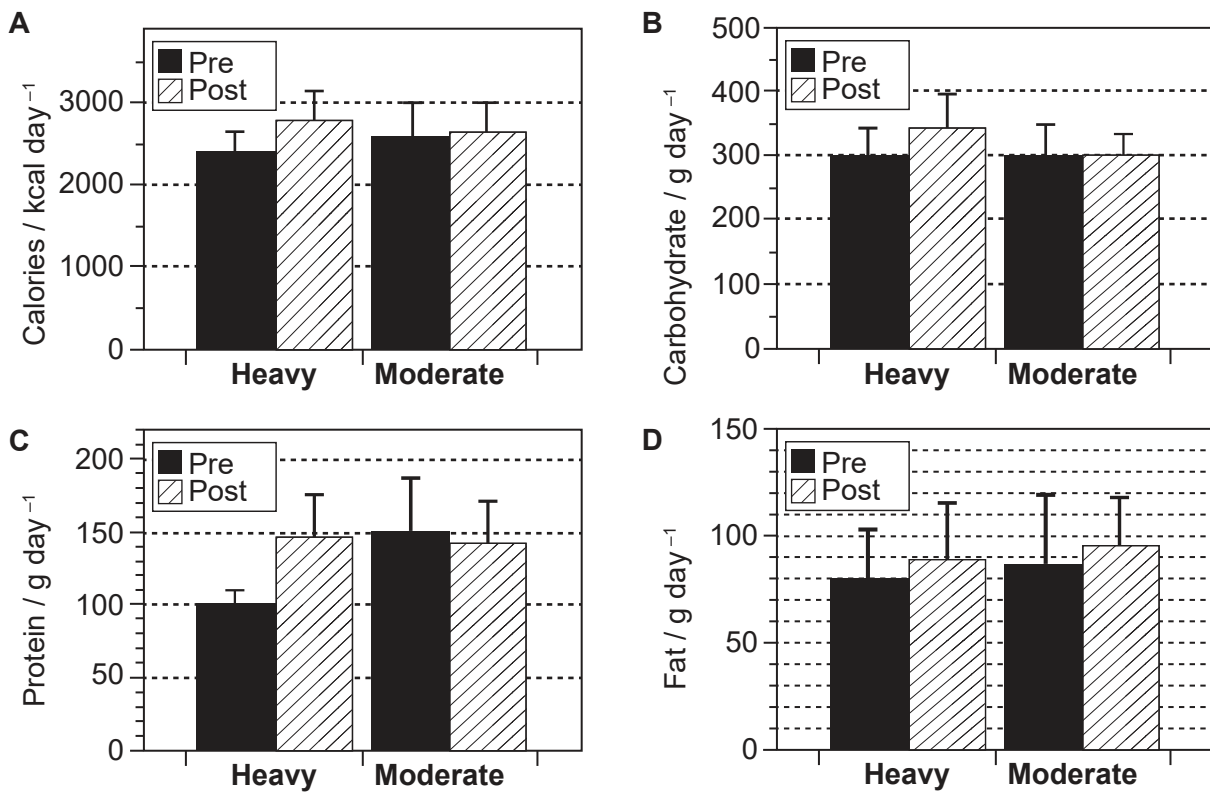 A
Calories / kcal day⁻¹
3000
2000
1000
0
Pre
Post
Heavy Moderate
B
Carbohydrate / g day⁻¹
500
400
300
200
100
0
Pre
Post
Heavy Moderate
C
Protein / g day⁻¹
200
150
100
50
0
Pre
Post
Heavy Moderate
D
Fat / g day⁻¹
150
100
50
0
Pre
Post
Heavy Moderate